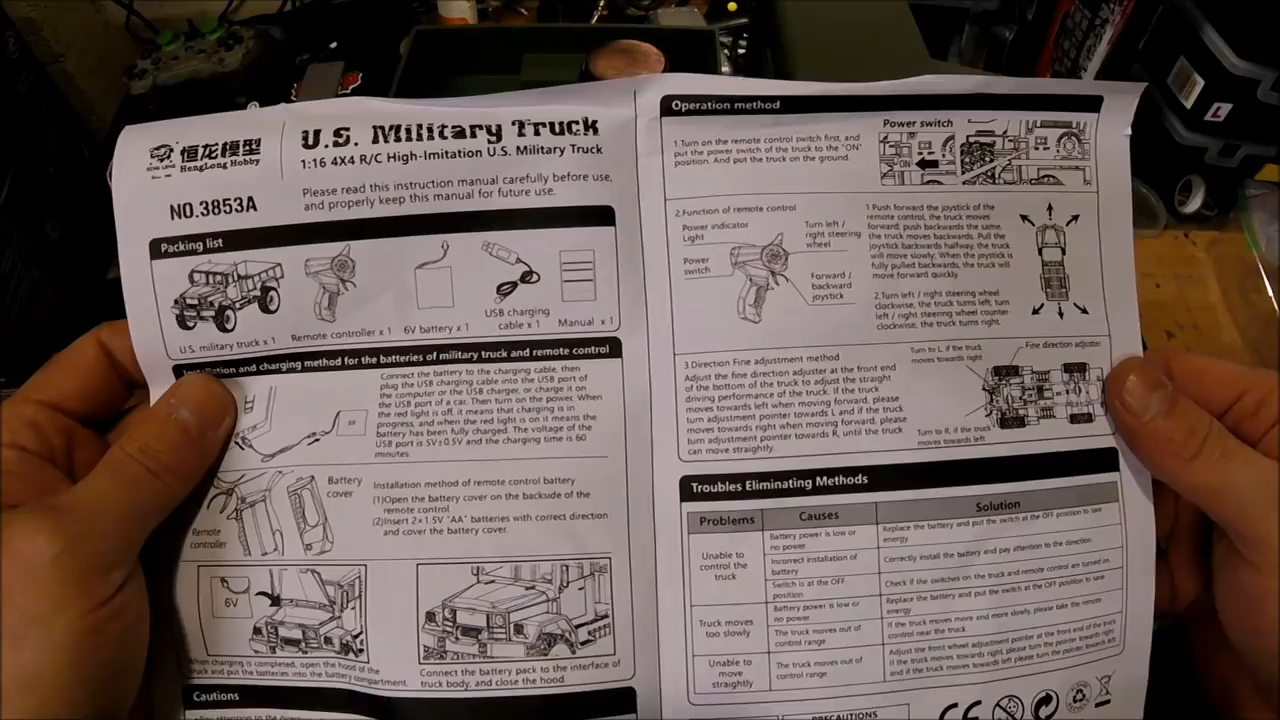 恒龙模型
HengLong Hobby
U.S. Military Truck
1:16 4X4 R/C High-Imitation U.S. Military Truck
NO.3853A
Please read this instruction manual carefully before use,
and properly keep this manual for future use.
Packing list
U.S. military truck x 1
Remote controller x 1
6V battery x 1
USB charging
cable x 1
Manual x 1
and charging method for the batteries of military truck and remote control
Connect the battery to the charging cable, then
plug the USB charging cable into the USB port of
the computer or the USB charger, or charge it on
the USB port of a car. Then turn on the power. When
the red light is off, it means that charging is in
progress, and when the red light is on it means the
battery has been fully charged. The voltage of the
USB port is 5V±0.5V and the charging time is 60
minutes.
6V
Battery
cover
Remote
controller
Installation method of remote control battery
(1)Open the battery cover on the backside of the
remote control
(2)Insert 2×1.5V "AA" batteries with correct direction
and cover the battery cover.
6V
When charging is completed, open the hood of the
truck and put the batteries into the battery compartment.
Connect the battery pack to the interface of
truck body, and close the hood.
Cautions
Operation method
1.Turn on the remote control switch first, and
put the power switch of the truck to the "ON"
position. And put the truck on the ground.
Power switch
ON
2.Function of remote control
Power indicator
Light
Power
switch
Turn left /
right steering
wheel
Forward /
backward
joystick
1.Push forward the joystick of the
remote control, the truck moves
forward, push backwards the same,
the truck moves backwards. Pull the
joystick backwards halfway, the truck
will move slowly. When the joystick is
fully pulled backwards, the truck will
move forward quickly.
2.Turn left / right steering wheel
clockwise, the truck turns left; turn
left / right steering wheel counter-
clockwise, the truck turns right.
3.Direction Fine adjustment method
Adjust the fine direction adjuster at the front end
of the bottom of the truck to adjust the straight
driving performance of the truck. If the truck
moves towards left when moving forward, please
turn adjustment pointer towards L and if the truck
moves towards right when moving forward, please
turn adjustment pointer towards R, until the truck
can move straightly.
Turn to L if the truck
moves towards right
Fine direction adjuster
Turn to R, if the truck
moves towards left
Troubles Eliminating Methods
Problems Causes Solution
Unable to
control the
truck
Battery power is low or
no power
Replace the battery and put the switch at the OFF position to save
energy.
Incorrect installation of
battery
Correctly install the battery and pay attention to the direction
Switch is at the OFF
position
Check if the switches on the truck and remote control are turned on.
Truck moves
too slowly
Battery power is low or
no power
Replace the battery and put the switch at the OFF position to save
energy
The truck moves out of
control range
If the truck moves more and more slowly, please take the remote
control near the truck.
Unable to
move
straightly
The truck moves out of
control range
Adjust the front wheel adjustment pointer at the front end of the truck
If the truck moves towards right, please turn the pointer towards right
and if the truck moves towards left please turn the pointer towards left
PRECAUTIONS
CE
L